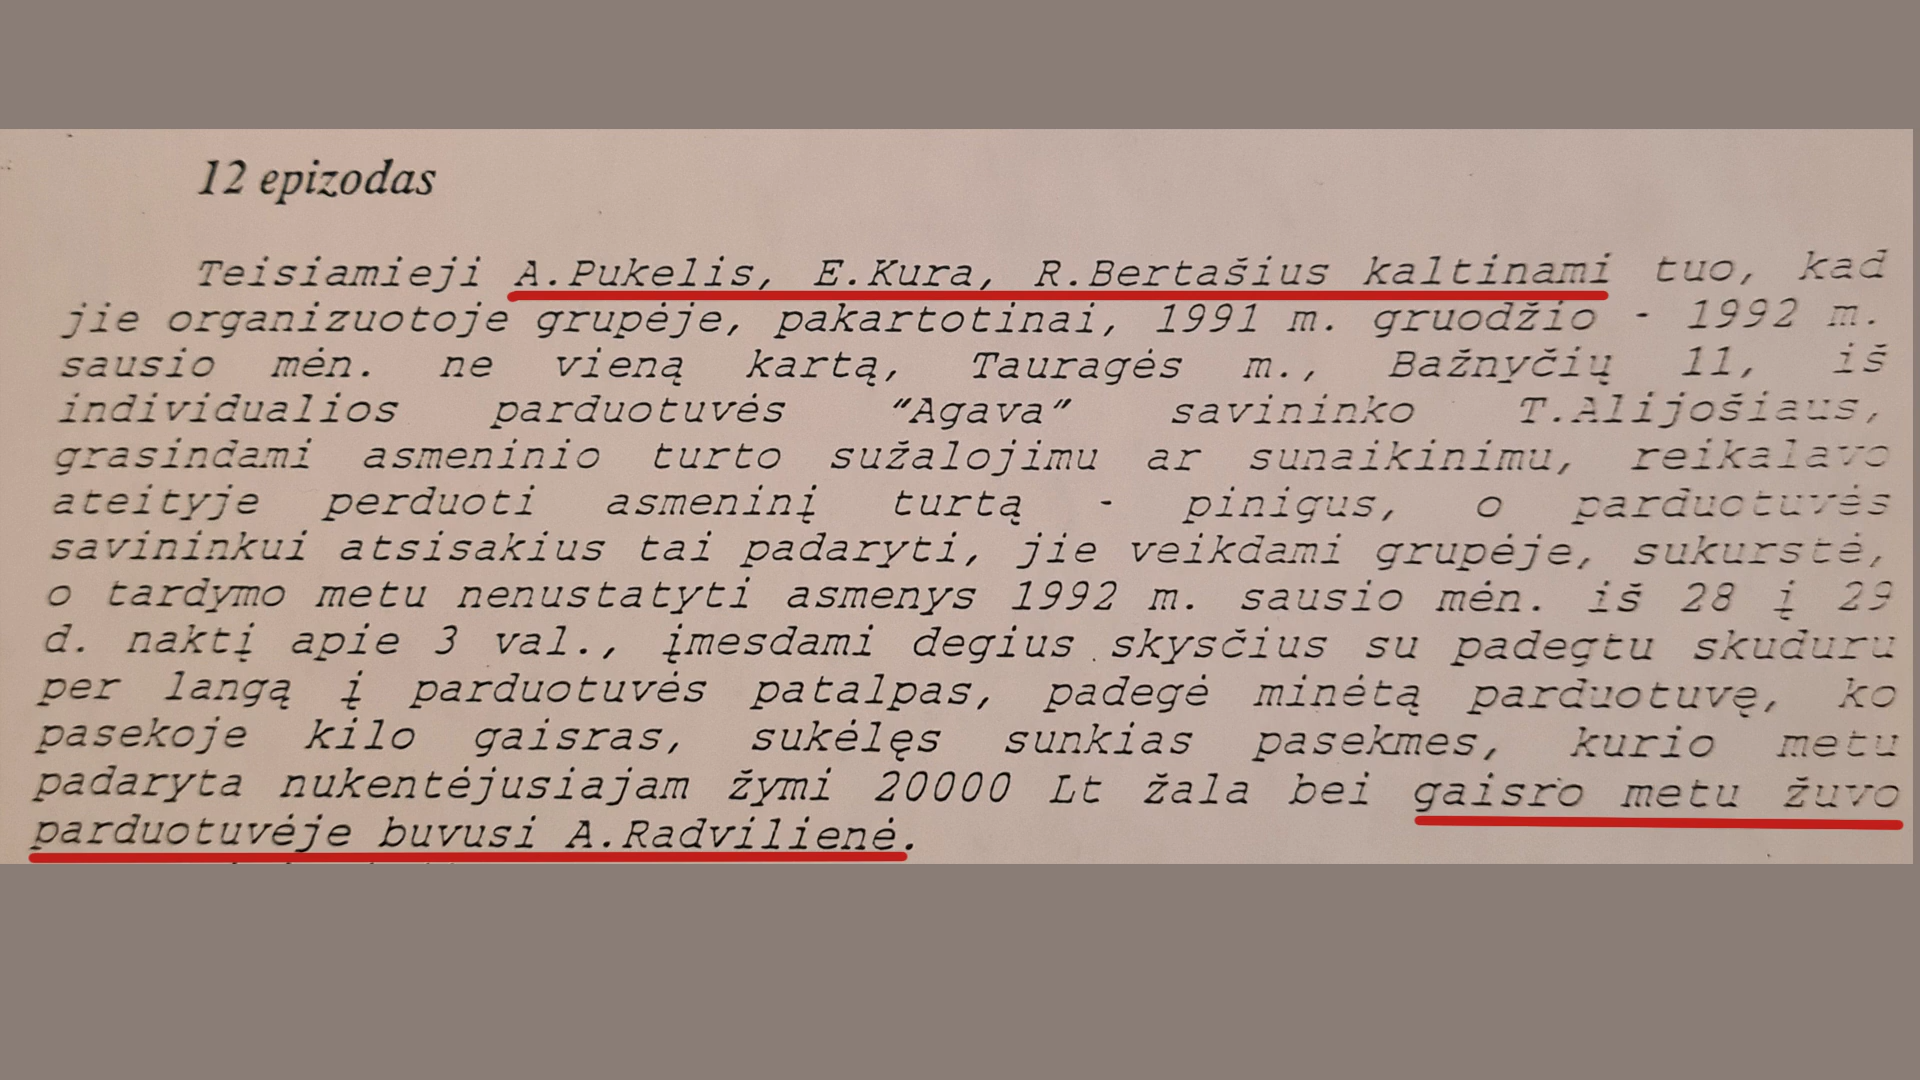 12 epizodas
Teisiamieji A.Pukelis, E.Kura, R.Bertašius kaltinami tuo, kad
jie organizuotoje grupėje, pakartotinai, 1991 m. gruodžio - 1992 m.
sausio mėn. ne vieną kartą, Tauragės m., Bažnyčių 11, iš
individualios parduotuvės "Agava" savininko T.Alijošiaus,
grasindami asmeninio turto sužalojimu ar sunaikinimu, reikalavo
ateityje perduoti asmeninį turtą - pinigus, o parduotuvės
savininkui atsisakius tai padaryti, jie veikdami grupėje, sukurstė,
o tardymo metu nenustatyti asmenys 1992 m. sausio mėn. iš 28 į 29
d. naktį apie 3 val., įmesdami degius skysčius su padegtu skuduru
per langą į parduotuvės patalpas, padegė minėtą parduotuvę, ko
pasekoje kilo gaisras, sukėlęs sunkias pasekmes, kurio metu
padaryta nukentėjusiajam žymi 20000 Lt žala bei gaisro metu žuvo
parduotuvėje buvusi A.Radvilienė.